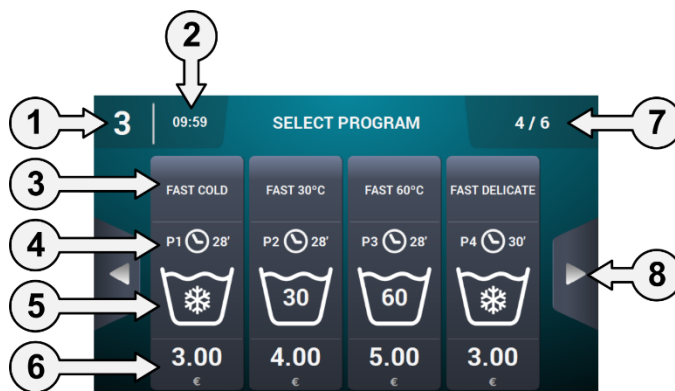 2
1
3
09:59
SELECT PROGRAM
4 / 6
7
3
FAST COLD
FAST 30ºC
FAST 60ºC
FAST DELICATE
4
P1 28'
P2 28'
P3 28'
P4 30'
8
5
30
60
6
3.00
4.00
5.00
3.00
€
€
€
€